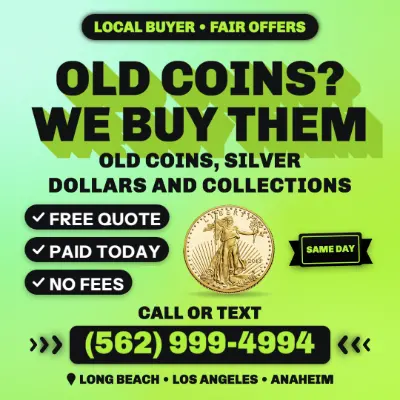 LOCAL BUYER • FAIR OFFERS
OLD COINS?
WE BUY THEM
OLD COINS, SILVER
DOLLARS AND COLLECTIONS
FREE QUOTE
PAID TODAY
NO FEES
LIBERTY
SAME DAY
CALL OR TEXT
(562) 999-4994
LONG BEACH • LOS ANGELES • ANAHEIM